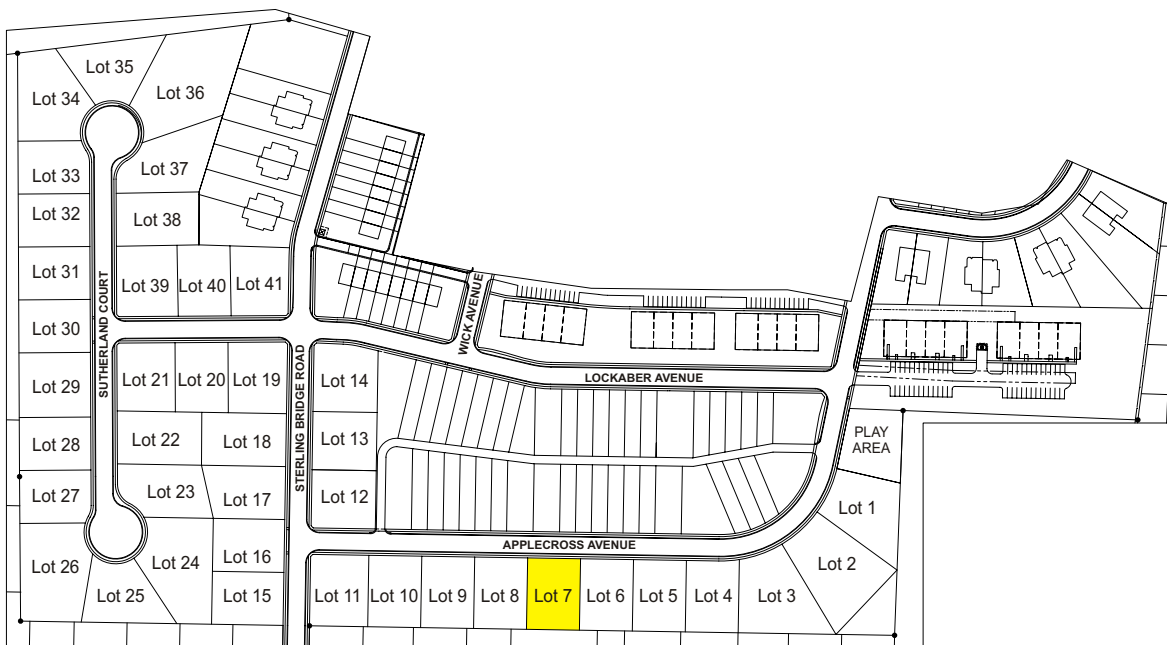 Lot 35
Lot 34
Lot 36
Lot 33
Lot 37
Lot 32
Lot 38
Lot 31
Lot 39
Lot 40
Lot 41
Lot 30
SUTHERLAND COURT
WICK AVENUE
Lot 29
Lot 21
Lot 20
Lot 19
STERLING BRIDGE ROAD
Lot 14
LOCKABER AVENUE
Lot 28
Lot 22
Lot 18
Lot 13
PLAY
AREA
Lot 27
Lot 23
Lot 17
Lot 12
Lot 1
APPLECROSS AVENUE
Lot 26
Lot 24
Lot 16
Lot 2
Lot 25
Lot 15
Lot 11
Lot 10
Lot 9
Lot 8
Lot 7
Lot 6
Lot 5
Lot 4
Lot 3